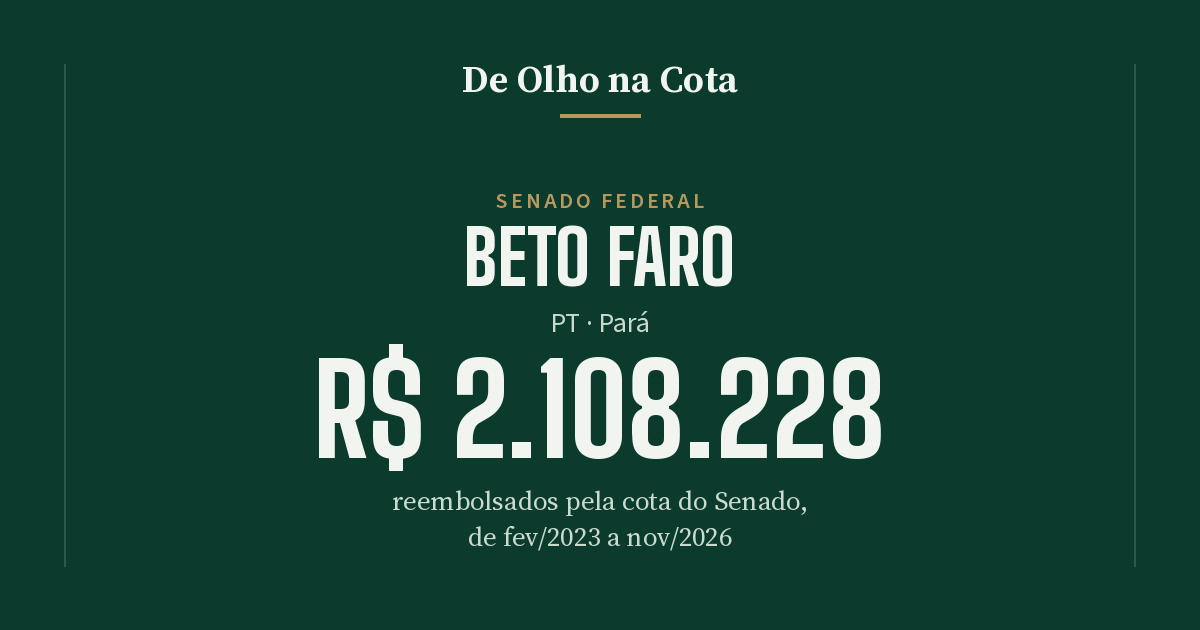 De Olho na Cota
SENADO FEDERAL
BETO FARO
PT · Pará
R$ 2.108.228
reembolsados pela cota do Senado,
de fev/2023 a nov/2026